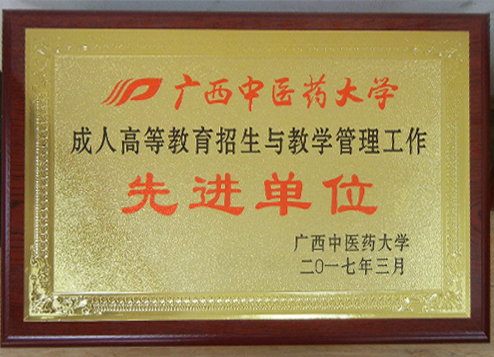 广西中医药大学
成人高等教育招生与教学管理工作
先进单位
广西中医药大学
二〇一七年三月